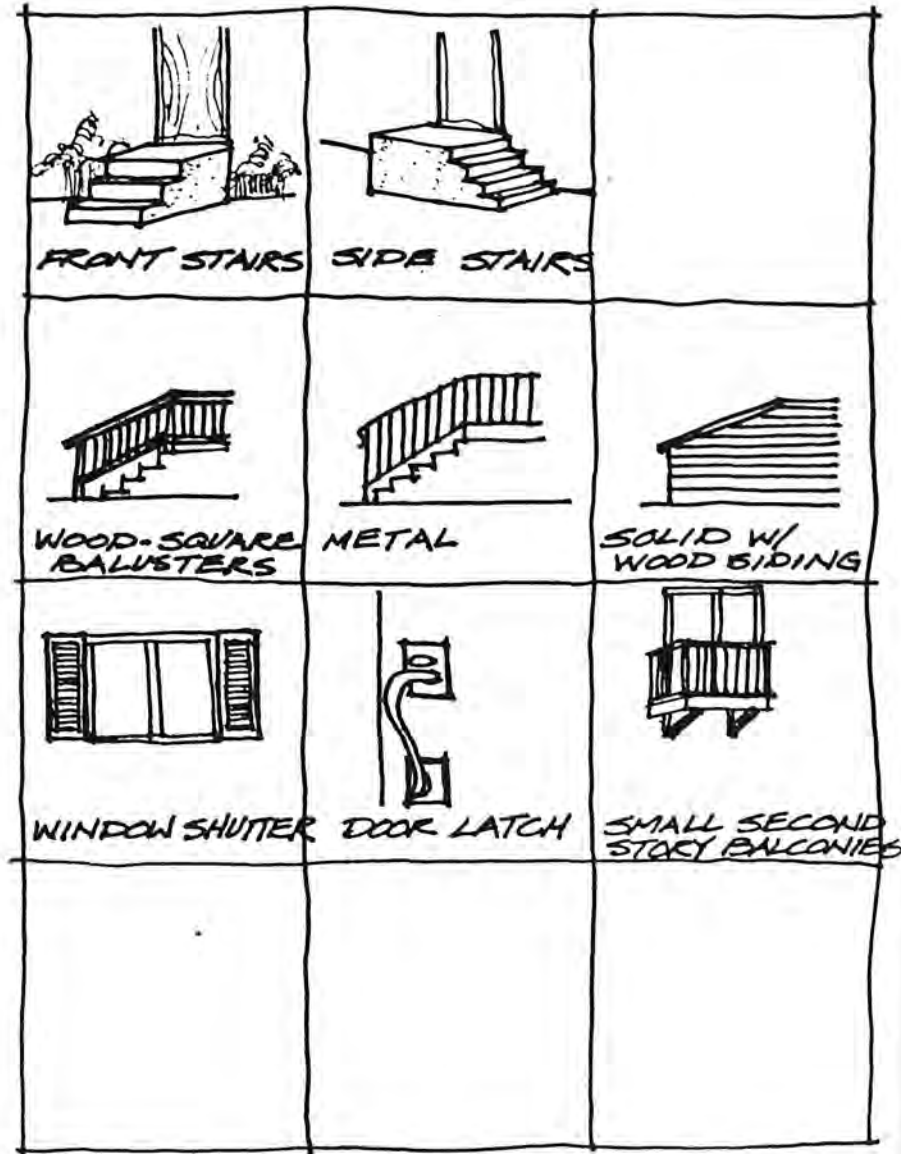 FRONT STAIRS
SIDE STAIRS
WOOD-SQUARE
BALUSTERS
METAL
SOLID W/
WOOD SIDING
WINDOW SHUTTER
DOOR LATCH
SMALL SECOND
STORY BALCONIES